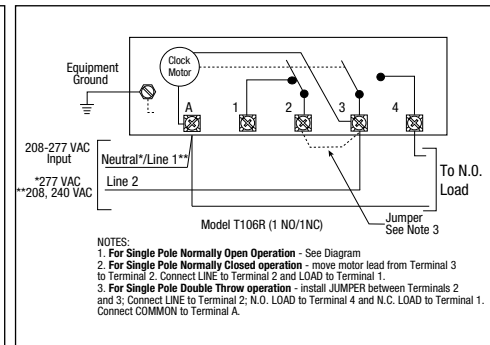 Equipment
Ground
Clock
Motor
A
1
2
3
4
208-277 VAC
Input
Neutral*/Line 1**
*277 VAC
**208, 240 VAC
Line 2
To N.O.
Load
Model T106R (1 NO/1NC)
Jumper
See Note 3
NOTES:
1. For Single Pole Normally Open Operation - See Diagram
2. For Single Pole Normally Closed operation - move motor lead from Terminal 3
to Terminal 2. Connect LINE to Terminal 2 and LOAD to Terminal 1.
3. For Single Pole Double Throw operation - install JUMPER between Terminals 2
and 3; Connect LINE to Terminal 2; N.O. LOAD to Terminal 4 and N.C. LOAD to Terminal 1.
Connect COMMON to Terminal A.